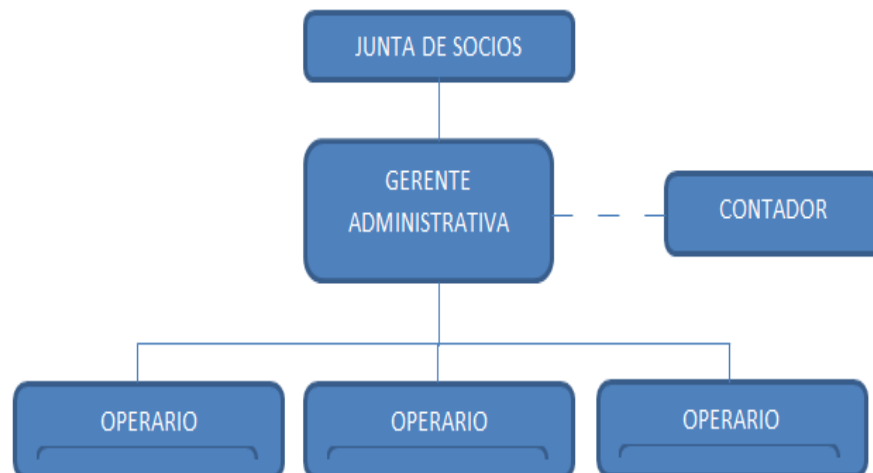 JUNTA DE SOCIOS
GERENTE
ADMINISTRATIVA
CONTADOR
OPERARIO
OPERARIO
OPERARIO